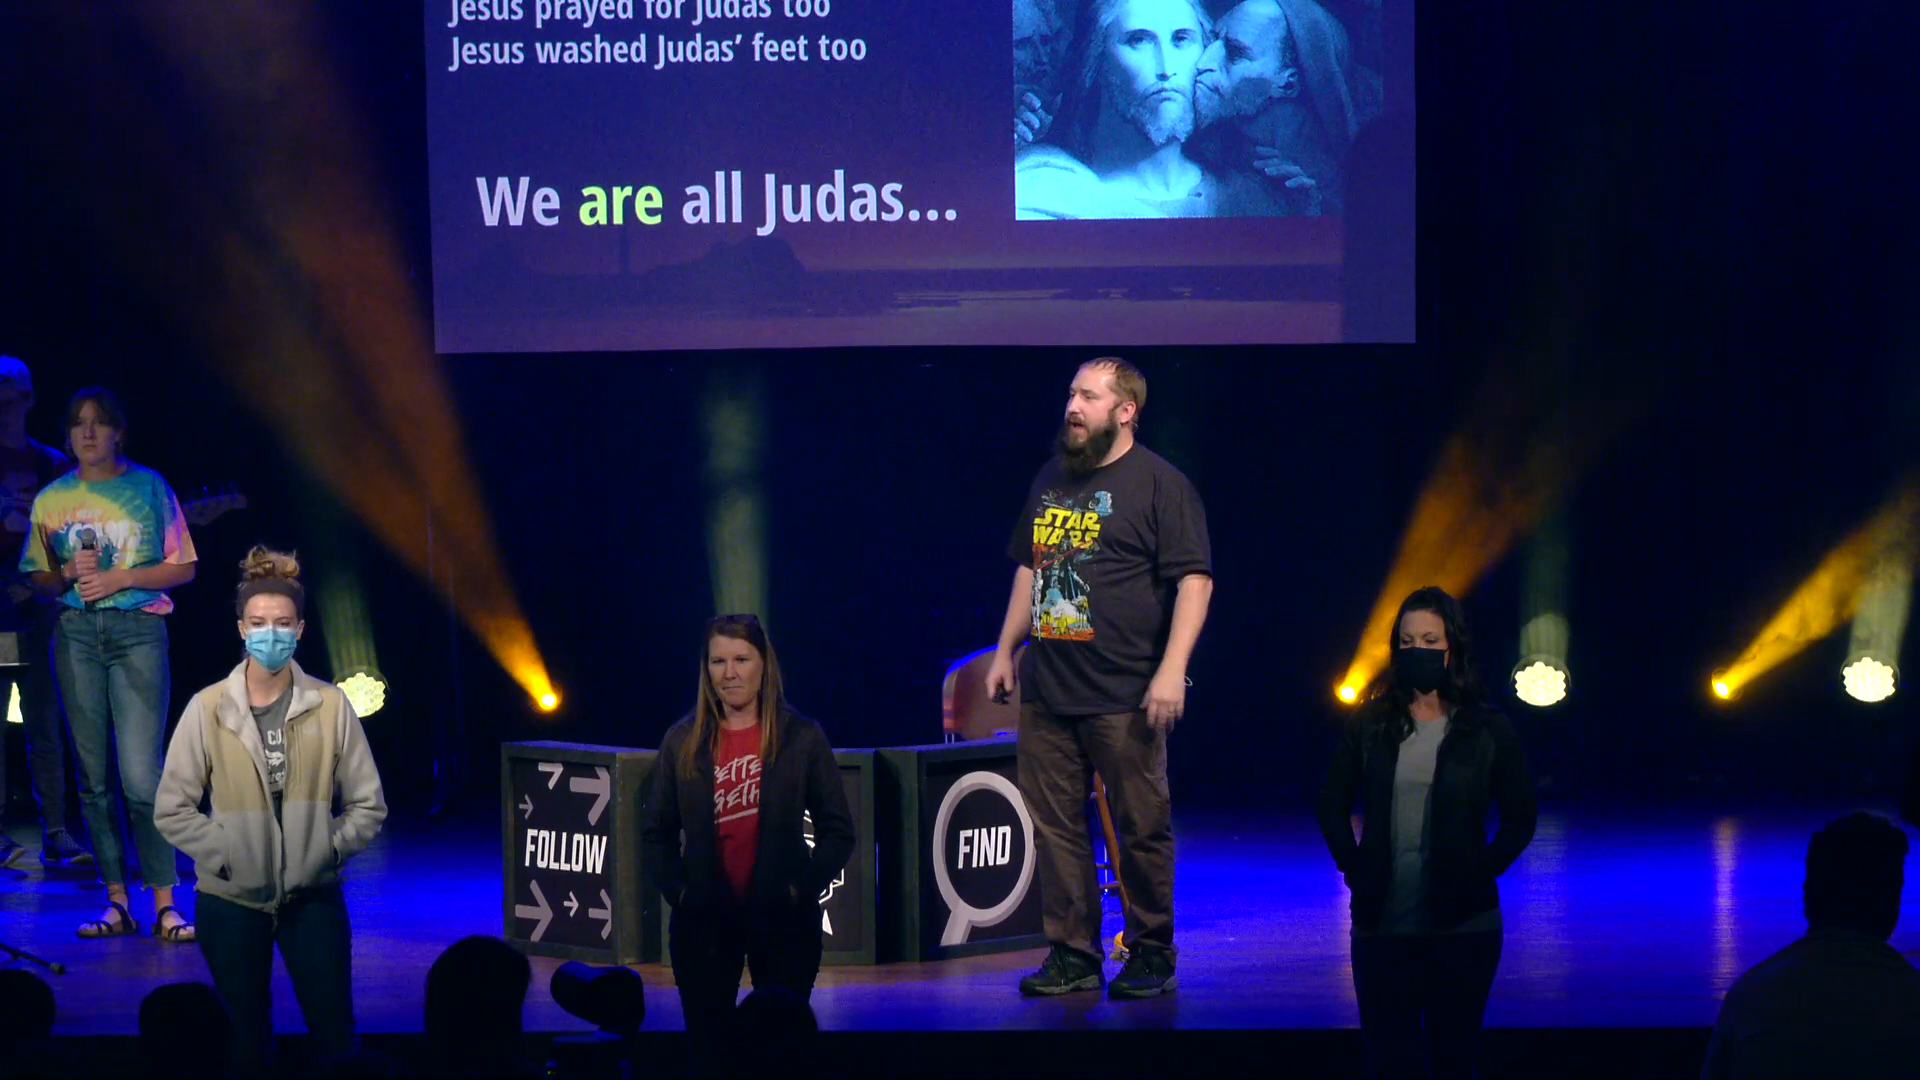 Jesus prayed for Judas too
Jesus washed Judas’ feet too
We are all Judas...
STAR
WARS
FOLLOW
FIND